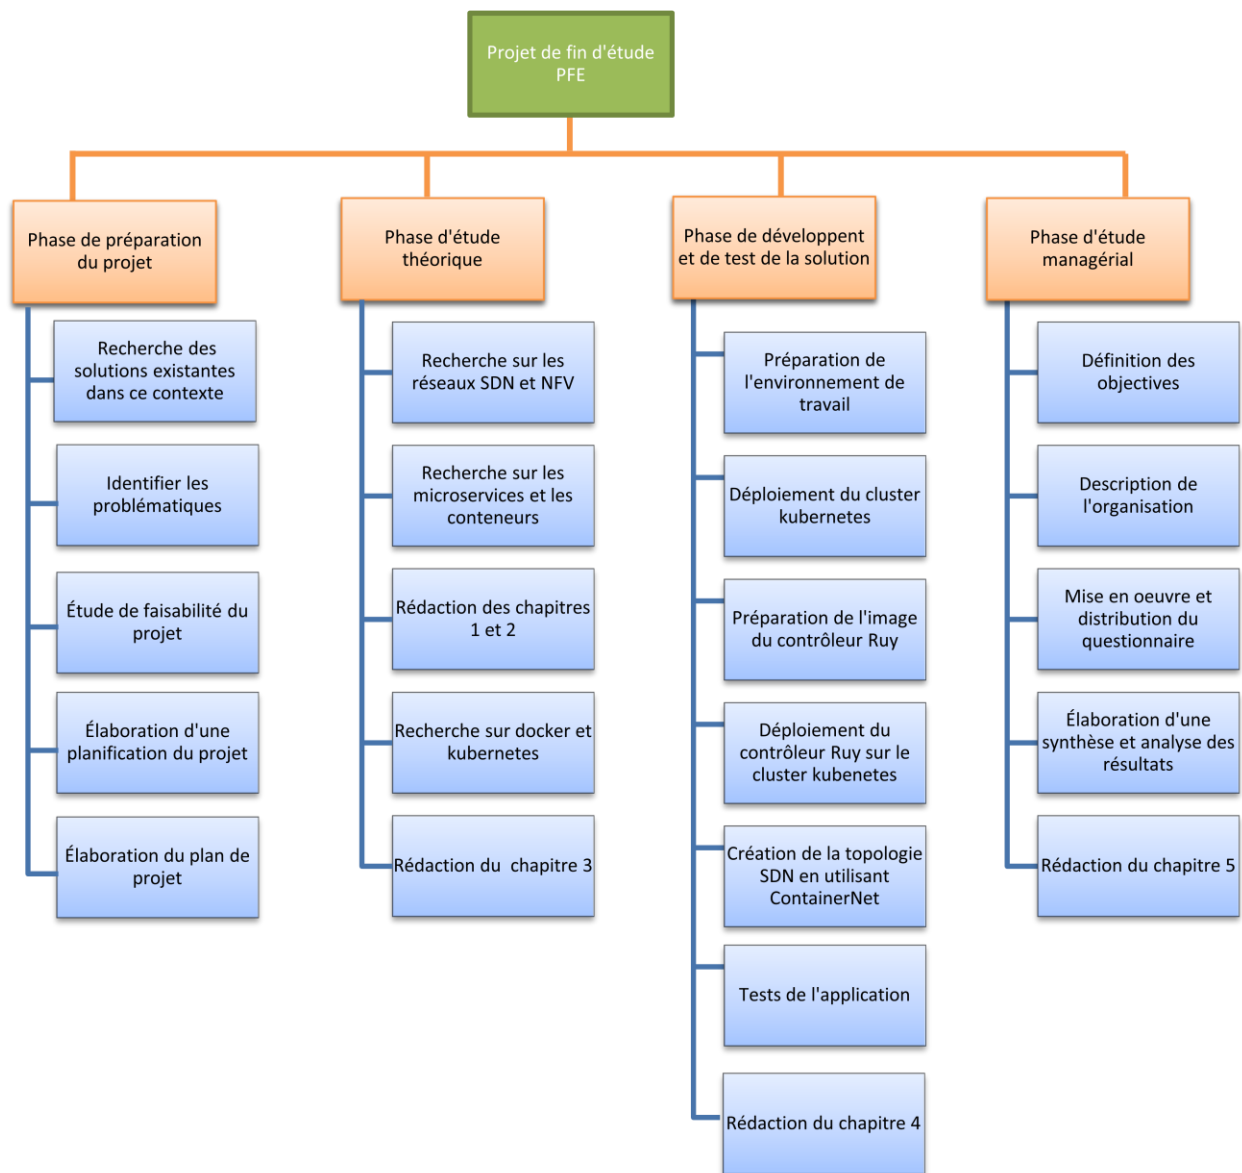 Projet de fin d'étude
PFE
Phase de préparation
du projet
Recherche des
solutions existantes
dans ce contexte
Identifier les
problématiques
Étude de faisabilité du
projet
Élaboration d'une
planification du projet
Élaboration du plan de
projet
Phase d'étude
théorique
Recherche sur les
réseaux SDN et NFV
Recherche sur les
microservices et les
conteneurs
Rédaction des chapitres
1 et 2
Recherche sur docker et
kubernetes
Rédaction du chapitre 3
Phase de développent
et de test de la solution
Préparation de
l'environnement de
travail
Déploiement du cluster
kubernetes
Préparation de l'image
du contrôleur Ruy
Déploiement du
contrôleur Ruy sur le
cluster kubenetes
Création de la topologie
SDN en utilisant
ContainerNet
Tests de l'application
Rédaction du chapitre 4
Phase d'étude
managérial
Définition des
objectives
Description de
l'organisation
Mise en oeuvre et
distribution du
questionnaire
Élaboration d'une
synthèse et analyse des
résultats
Rédaction du chapitre 5